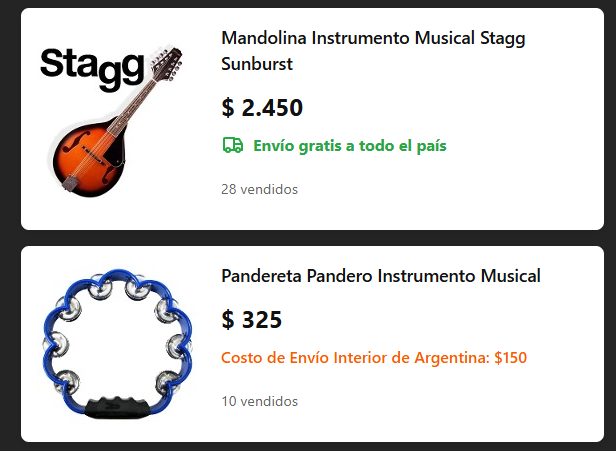 Stagg
Mandolina Instrumento Musical Stagg
Sunburst
$ 2.450
Envío gratis a todo el país
28 vendidos
Pandereta Pandero Instrumento Musical
$ 325
Costo de Envío Interior de Argentina: $150
10 vendidos